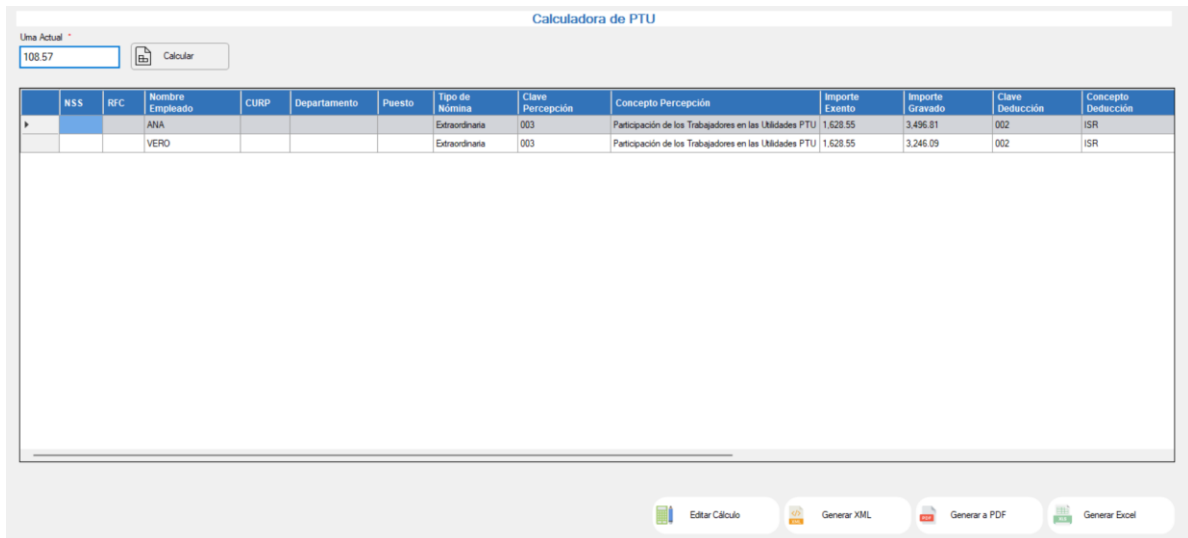 Calculadora de PTU
Uma Actual *
108.57
Calcular
NSS RFC Nombre Empleado CURP Departamento Puesto Tipo de Nómina Clave Percepción Concepto Percepción Importe Exento Importe Gravado Clave Deducción Concepto Deducción
ANA Extraordinaria 003 Participación de los Trabajadores en las Utilidades PTU 1,628.55 3,496.81 002 ISR
VERO Extraordinaria 003 Participación de los Trabajadores en las Utilidades PTU 1,628.55 3,246.09 002 ISR
Editar Cálculo Generar XML Generar a PDF Generar Excel